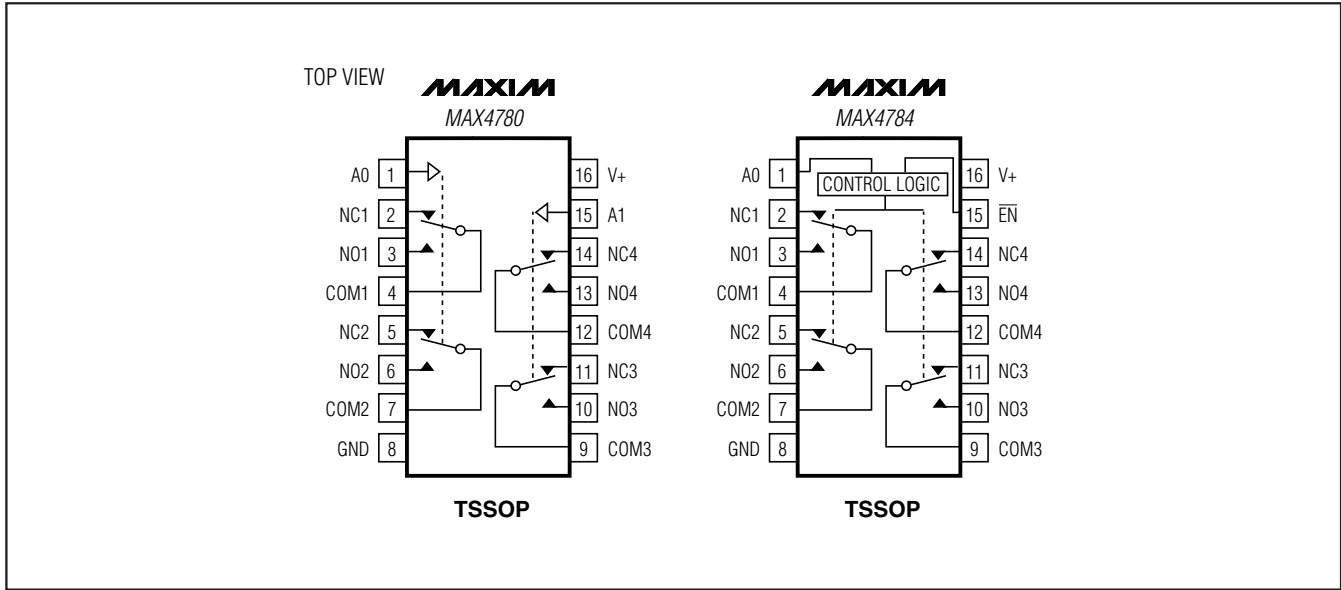 TOP VIEW
MAXIM
MAX4780
A0 1
NC1 2
NO1 3
COM1 4
NC2 5
NO2 6
COM2 7
GND 8
16 V+
15 A1
14 NC4
13 NO4
12 COM4
11 NC3
10 NO3
9 COM3
TSSOP
MAXIM
MAX4784
CONTROL LOGIC
A0 1
NC1 2
NO1 3
COM1 4
NC2 5
NO2 6
COM2 7
GND 8
16 V+
15 E̅N̅
14 NC4
13 NO4
12 COM4
11 NC3
10 NO3
9 COM3
TSSOP